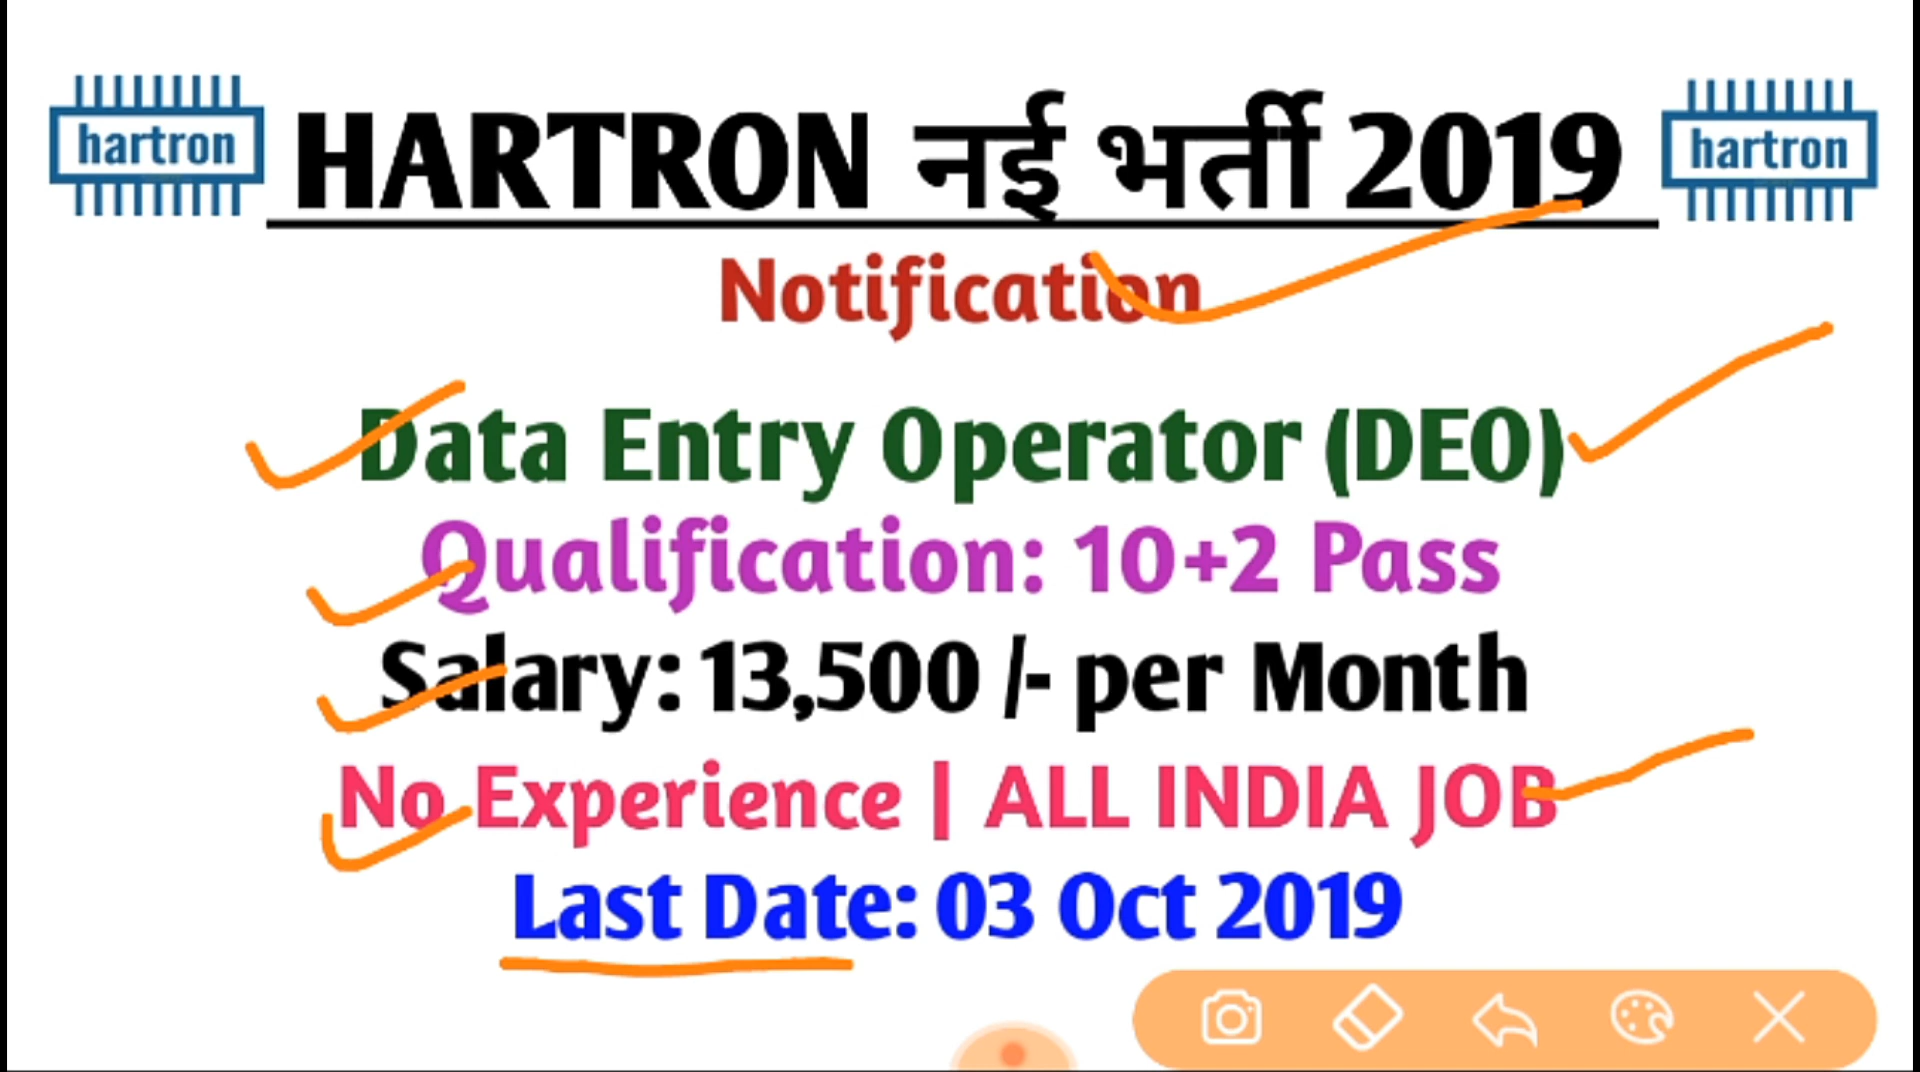 hartron HARTRON नई भर्ती 2019 hartron
Notification
Data Entry Operator (DEO)
Qualification: 10+2 Pass
Salary: 13,500 /- per Month
No Experience | ALL INDIA JOB
Last Date: 03 Oct 2019